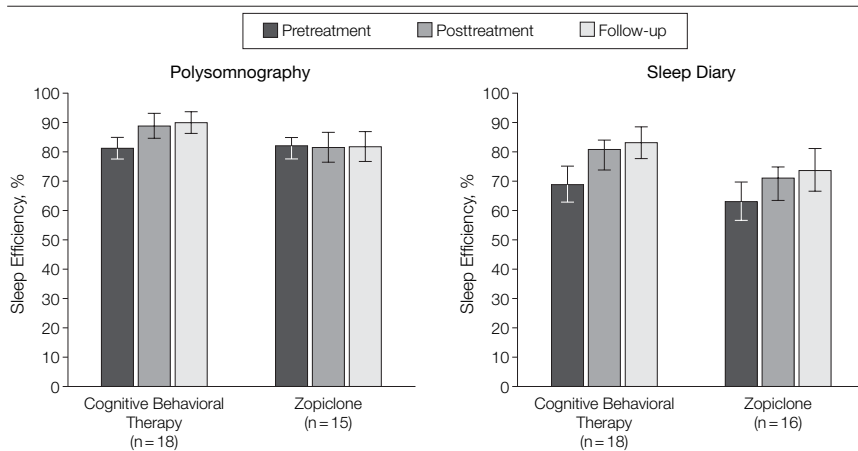 Pretreatment Posttreatment Follow-up
Polysomnography
Sleep Efficiency, %
100
90
80
70
60
50
40
30
20
10
0
Cognitive Behavioral
Therapy
(n=18)
Zopiclone
(n=15)
Sleep Diary
Sleep Efficiency, %
100
90
80
70
60
50
40
30
20
10
0
Cognitive Behavioral
Therapy
(n=18)
Zopiclone
(n=16)